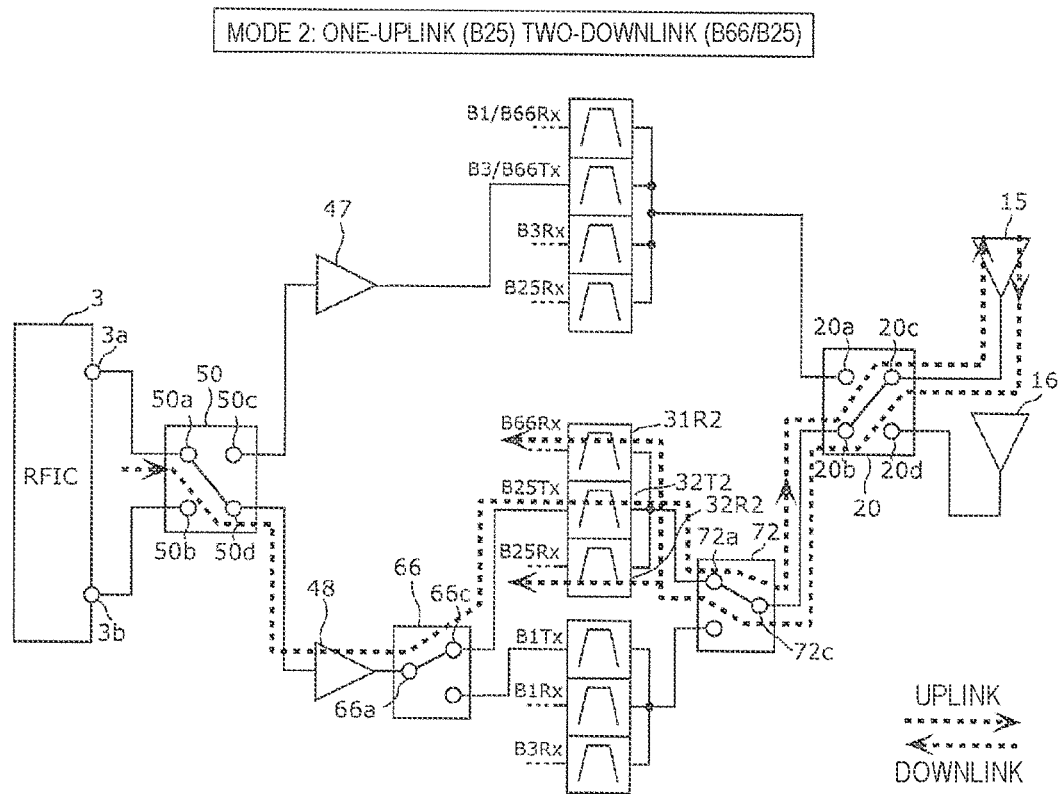 MODE 2: ONE-UPLINK (B25) TWO-DOWNLINK (B66/B25)
B1/B66Rx
B3/B66Tx
B3Rx
B25Rx
47
15
3
3a
50
50a
50c
20a
20c
16
RFIC
B66Rx
31R2
B25Tx
32T2
32R2
20b
20d
20
50b
50d
B25Rx
72a
72
66
66c
3b
48
B1Tx
72c
66a
B1Rx
B3Rx
UPLINK
DOWNLINK